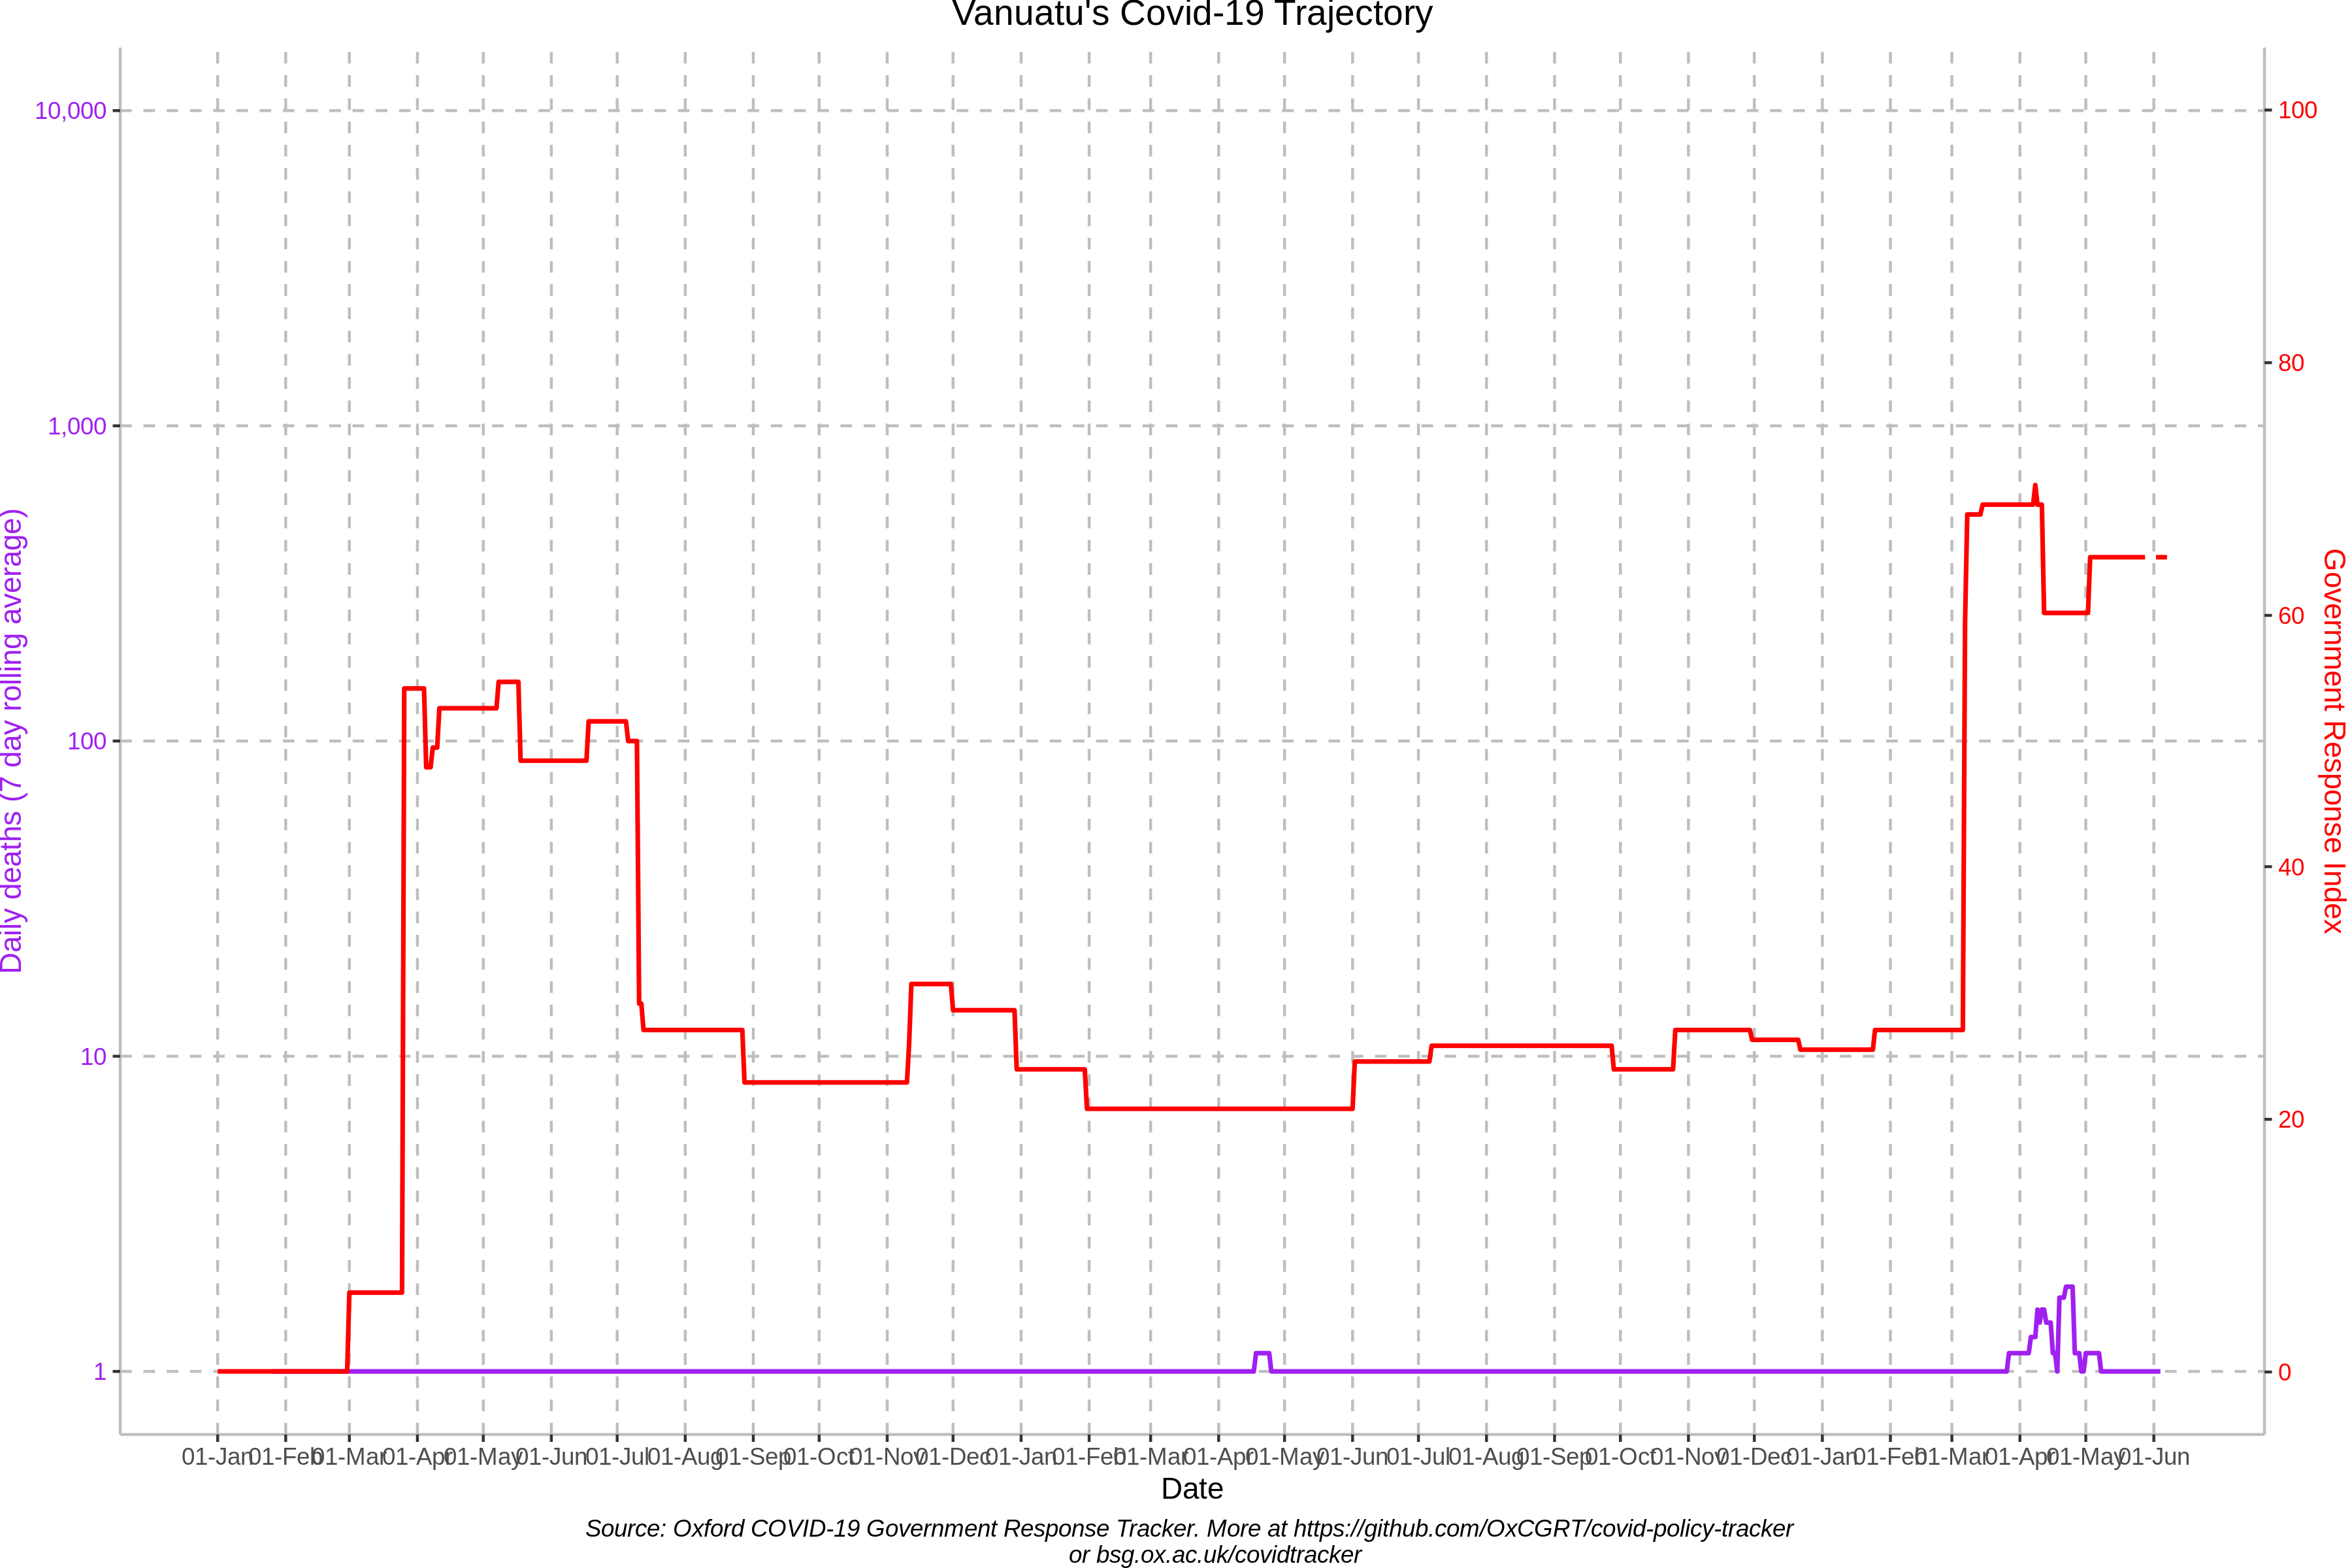 Vanuatu's Covid-19 Trajectory
Daily deaths (7 day rolling average)
10,000
1,000
100
10
1
100
80
60
40
20
0
Government Response Index
01-Jan 01-Feb 01-Mar 01-Apr 01-May 01-Jun 01-Jul 01-Aug 01-Sep 01-Oct 01-Nov 01-Dec 01-Jan 01-Feb 01-Mar 01-Apr 01-May 01-Jun 01-Jul 01-Aug 01-Sep 01-Oct 01-Nov 01-Dec 01-Jan 01-Feb 01-Mar 01-Apr 01-May 01-Jun
Date
Source: Oxford COVID-19 Government Response Tracker. More at https://github.com/OxCGRT/covid-policy-tracker
or bsg.ox.ac.uk/covidtracker